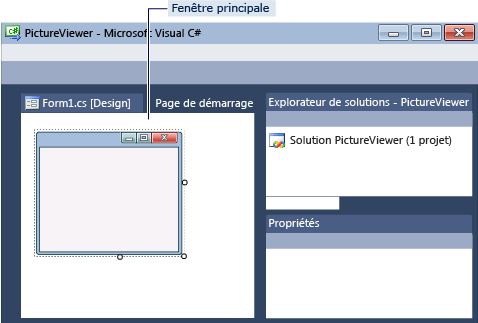 Fenêtre principale
PictureViewer - Microsoft Visual C#
Form1.cs [Design] Page de démarrage
Explorateur de solutions - PictureViewer
Solution PictureViewer (1 projet)
Propriétés